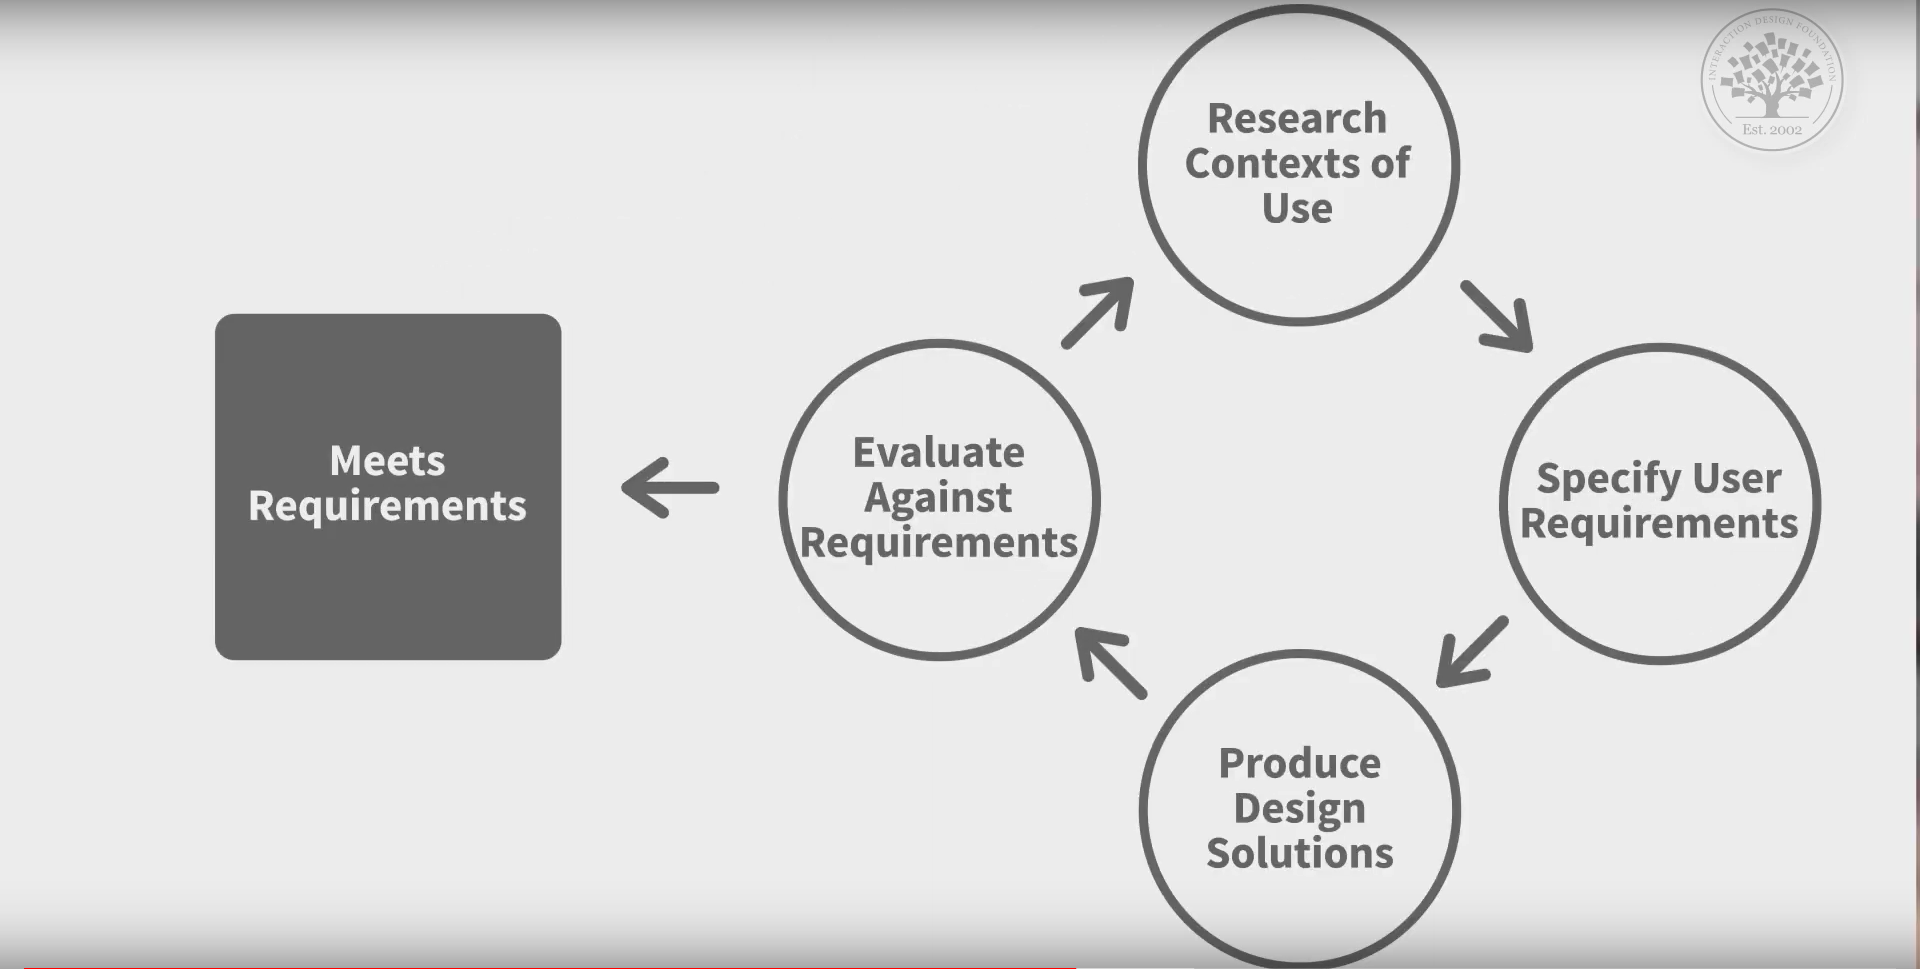 Research
Contexts of
Use
INTERACTION DESIGN FOUNDATION
Est. 2002
Meets
Requirements
Evaluate
Against
Requirements
Specify User
Requirements
Produce
Design
Solutions